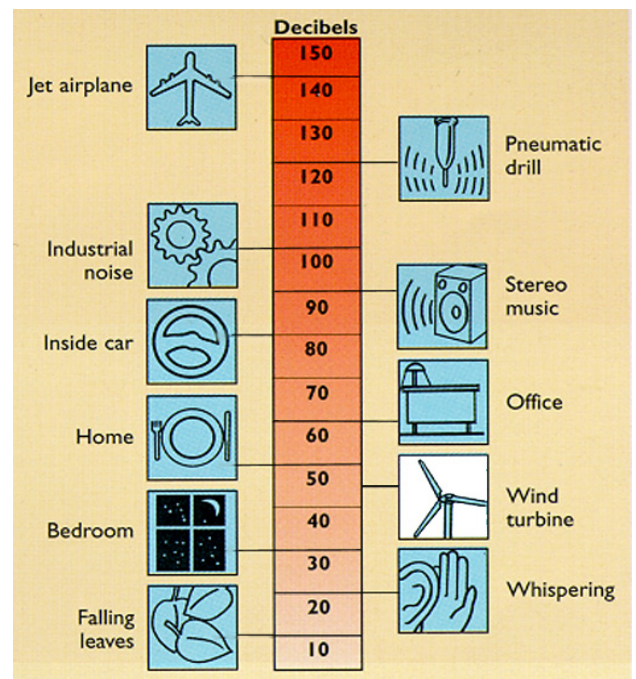 Decibels
150
140
130
120
110
100
90
80
70
60
50
40
30
20
10
Jet airplane
Industrial
noise
Inside car
Home
Bedroom
Falling
leaves
Pneumatic
drill
Stereo
music
Office
Wind
turbine
Whispering